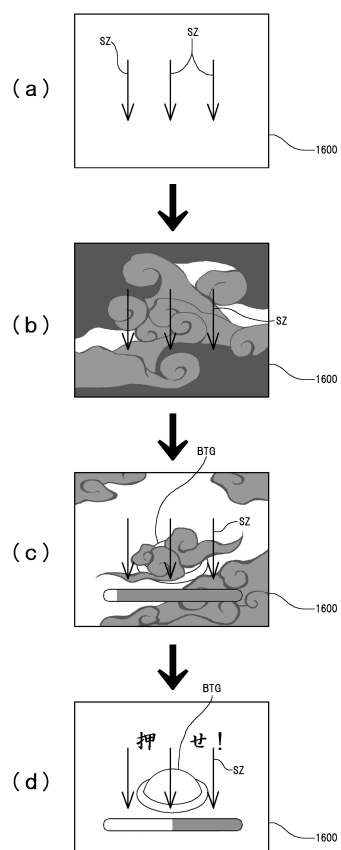 (a)
SZ
SZ
1600
(b)
SZ
1600
BTG
(c)
SZ
1600
BTG
(d)
押 せ!
SZ
1600